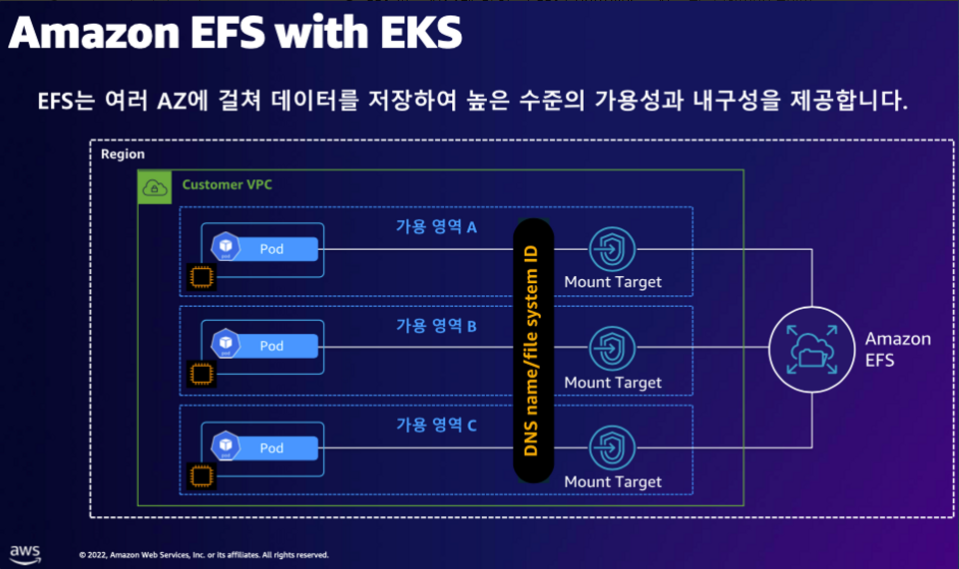 Amazon EFS with EKS
EFS는 여러 AZ에 걸쳐 데이터를 저장하여 높은 수준의 가용성과 내구성을 제공합니다.
Region
Customer VPC
가용 영역 A
pod
Pod
Mount Target
가용 영역 B
pod
Pod
Mount Target
가용 영역 C
pod
Pod
Mount Target
DNS name/file system ID
Amazon
EFS
aws
© 2022, Amazon Web Services, Inc. or its affiliates. All rights reserved.